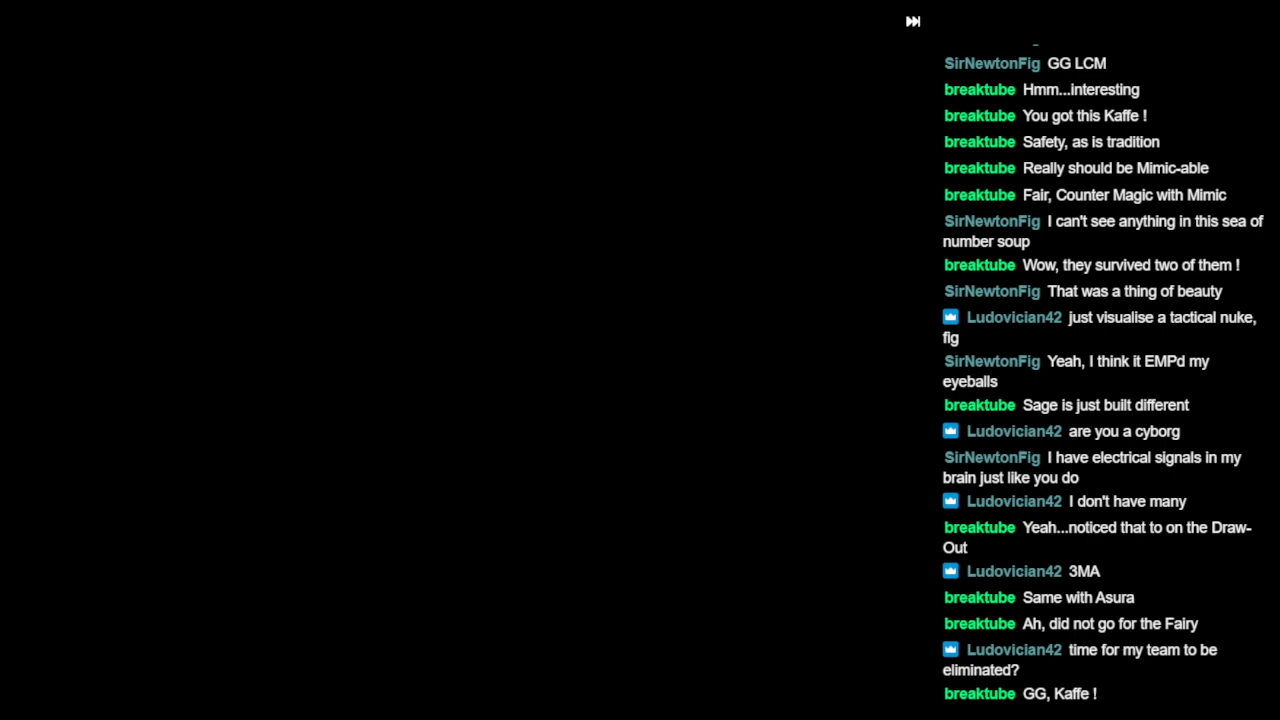 SirNewtonFig GG LCM
breaktube Hmm...interesting
breaktube You got this Kaffe !
breaktube Safety, as is tradition
breaktube Really should be Mimic-able
breaktube Fair, Counter Magic with Mimic
SirNewtonFig I can't see anything in this sea of
number soup
breaktube Wow, they survived two of them !
SirNewtonFig That was a thing of beauty
Ludovician42 just visualise a tactical nuke,
fig
SirNewtonFig Yeah, I think it EMPd my
eyeballs
breaktube Sage is just built different
Ludovician42 are you a cyborg
SirNewtonFig I have electrical signals in my
brain just like you do
Ludovician42 I don't have many
breaktube Yeah...noticed that to on the Draw-
Out
Ludovician42 3MA
breaktube Same with Asura
breaktube Ah, did not go for the Fairy
Ludovician42 time for my team to be
eliminated?
breaktube GG, Kaffe !